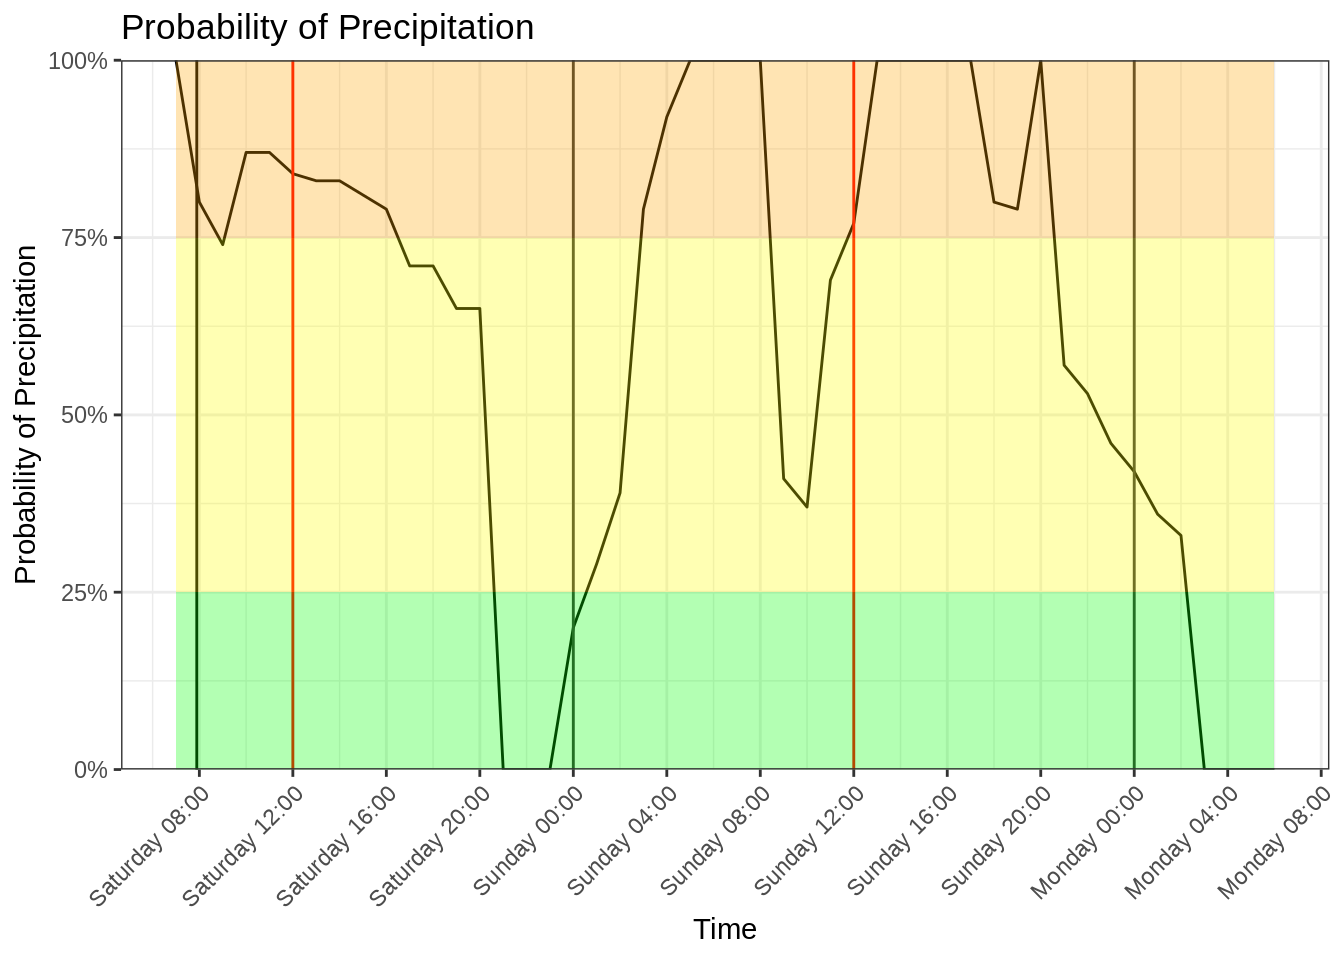 Probability of Precipitation
Probability of Precipitation
100%
75%
50%
25%
0%
Saturday 08:00
Saturday 12:00
Saturday 16:00
Saturday 20:00
Sunday 00:00
Sunday 04:00
Sunday 08:00
Sunday 12:00
Sunday 16:00
Sunday 20:00
Monday 00:00
Monday 04:00
Monday 08:00
Time